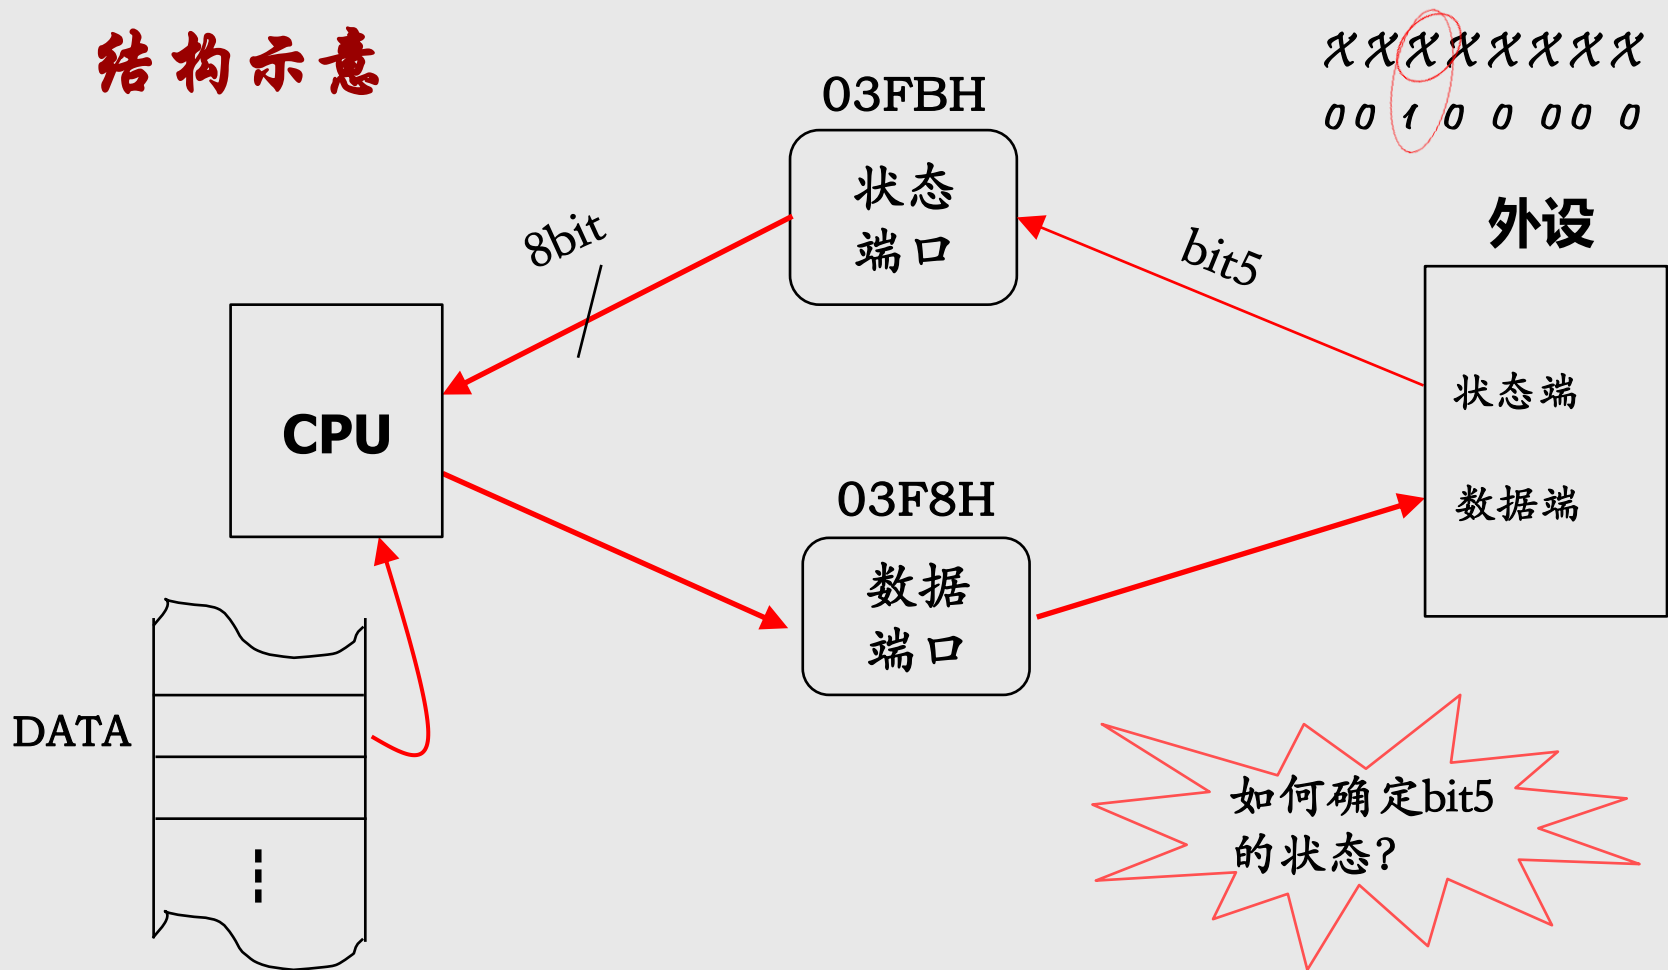 结构示意
XXXXXXXX
00100000
03FBH
状态
端口
8bit
bit5
外设
状态端
数据端
CPU
03F8H
数据
端口
DATA
如何确定bit5
的状态?